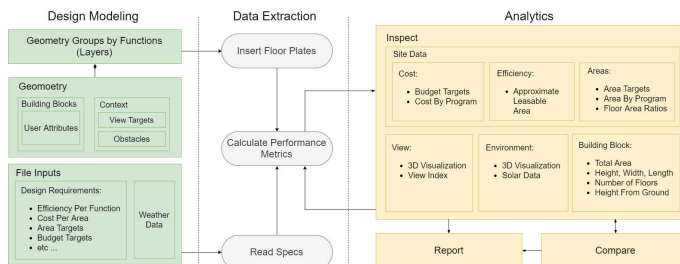 Design Modeling
Data Extraction
Analytics
Geometry Groups by Functions
(Layers)
Geomoetry
Building Blocks
User Attributes
Context
View Targets
Obstacles
File Inputs
Design Requirements:
• Efficiency Per Function
• Cost Per Area
• Area Targets
• Budget Targets
• etc ...
Weather
Data
Insert Floor Plates
Calculate Performance
Metrics
Read Specs
Inspect
Site Data
Cost:
• Budget Targets
• Cost By Program
Efficiency:
• Approximate
Leasable
Area
Areas:
• Area Targets
• Area By Program
• Floor Area Ratios
View:
• 3D Visualization
• View Index
Environment:
• 3D Visualization
• Solar Data
Building Block:
• Total Area
• Height, Width, Length
• Number of Floors
• Height From Ground
Report
Compare